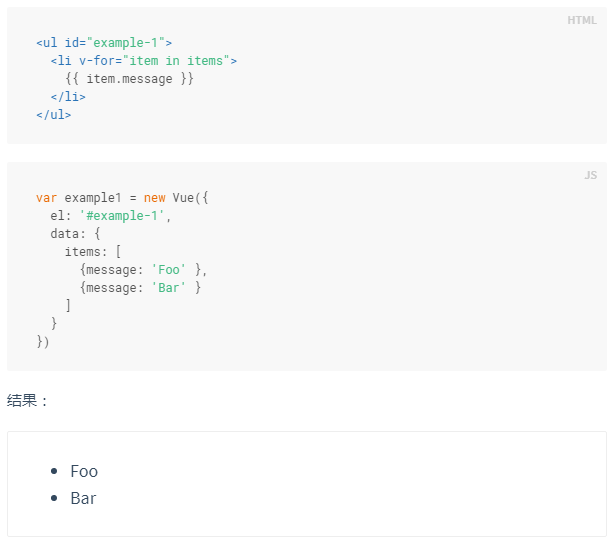 HTML
<ul id="example-1">
  <li v-for="item in items">
    {{ item.message }}
  </li>
</ul>
JS
var example1 = new Vue({
  el: '#example-1',
  data: {
    items: [
      {message: 'Foo' },
      {message: 'Bar' }
    ]
  }
})
结果：
Foo
Bar